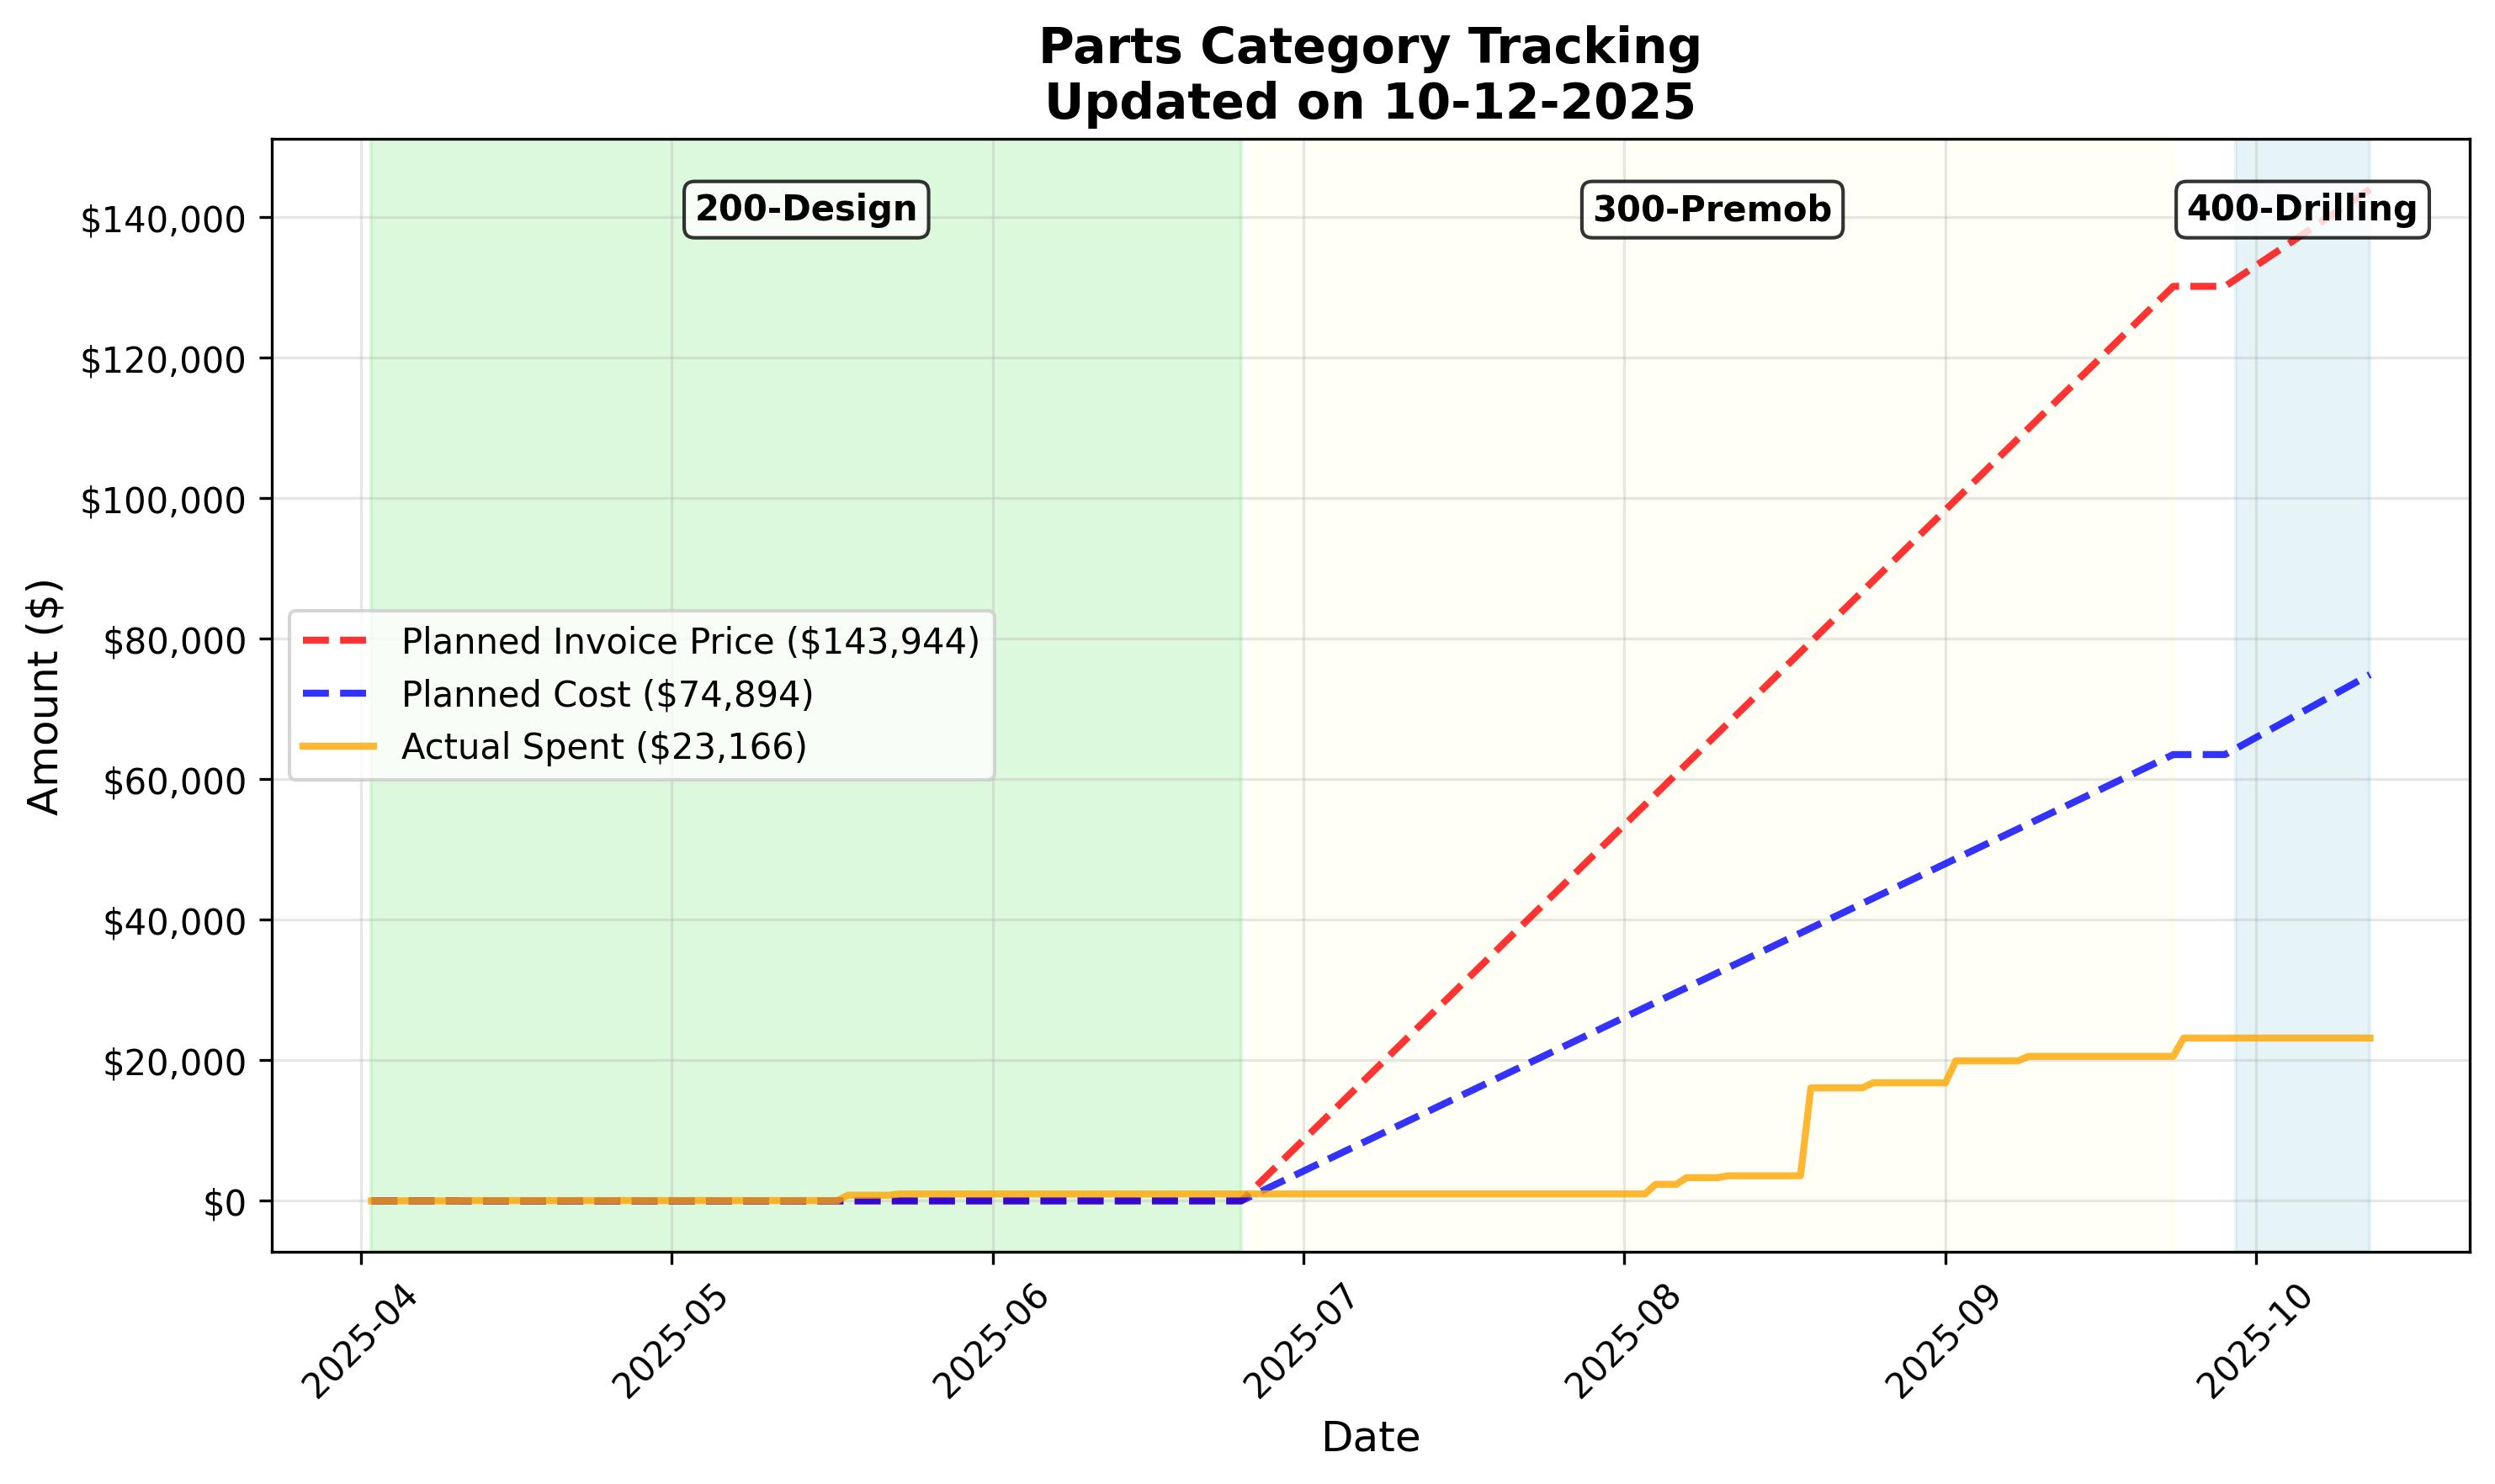 Parts Category Tracking
Updated on 10-12-2025
200-Design
300-Premob
400-Drilling
Amount ($)
$140,000
$120,000
$100,000
$80,000
$60,000
$40,000
$20,000
$0
Planned Invoice Price ($143,944)
Planned Cost ($74,894)
Actual Spent ($23,166)
2025-04
2025-05
2025-06
2025-07
2025-08
2025-09
2025-10
Date